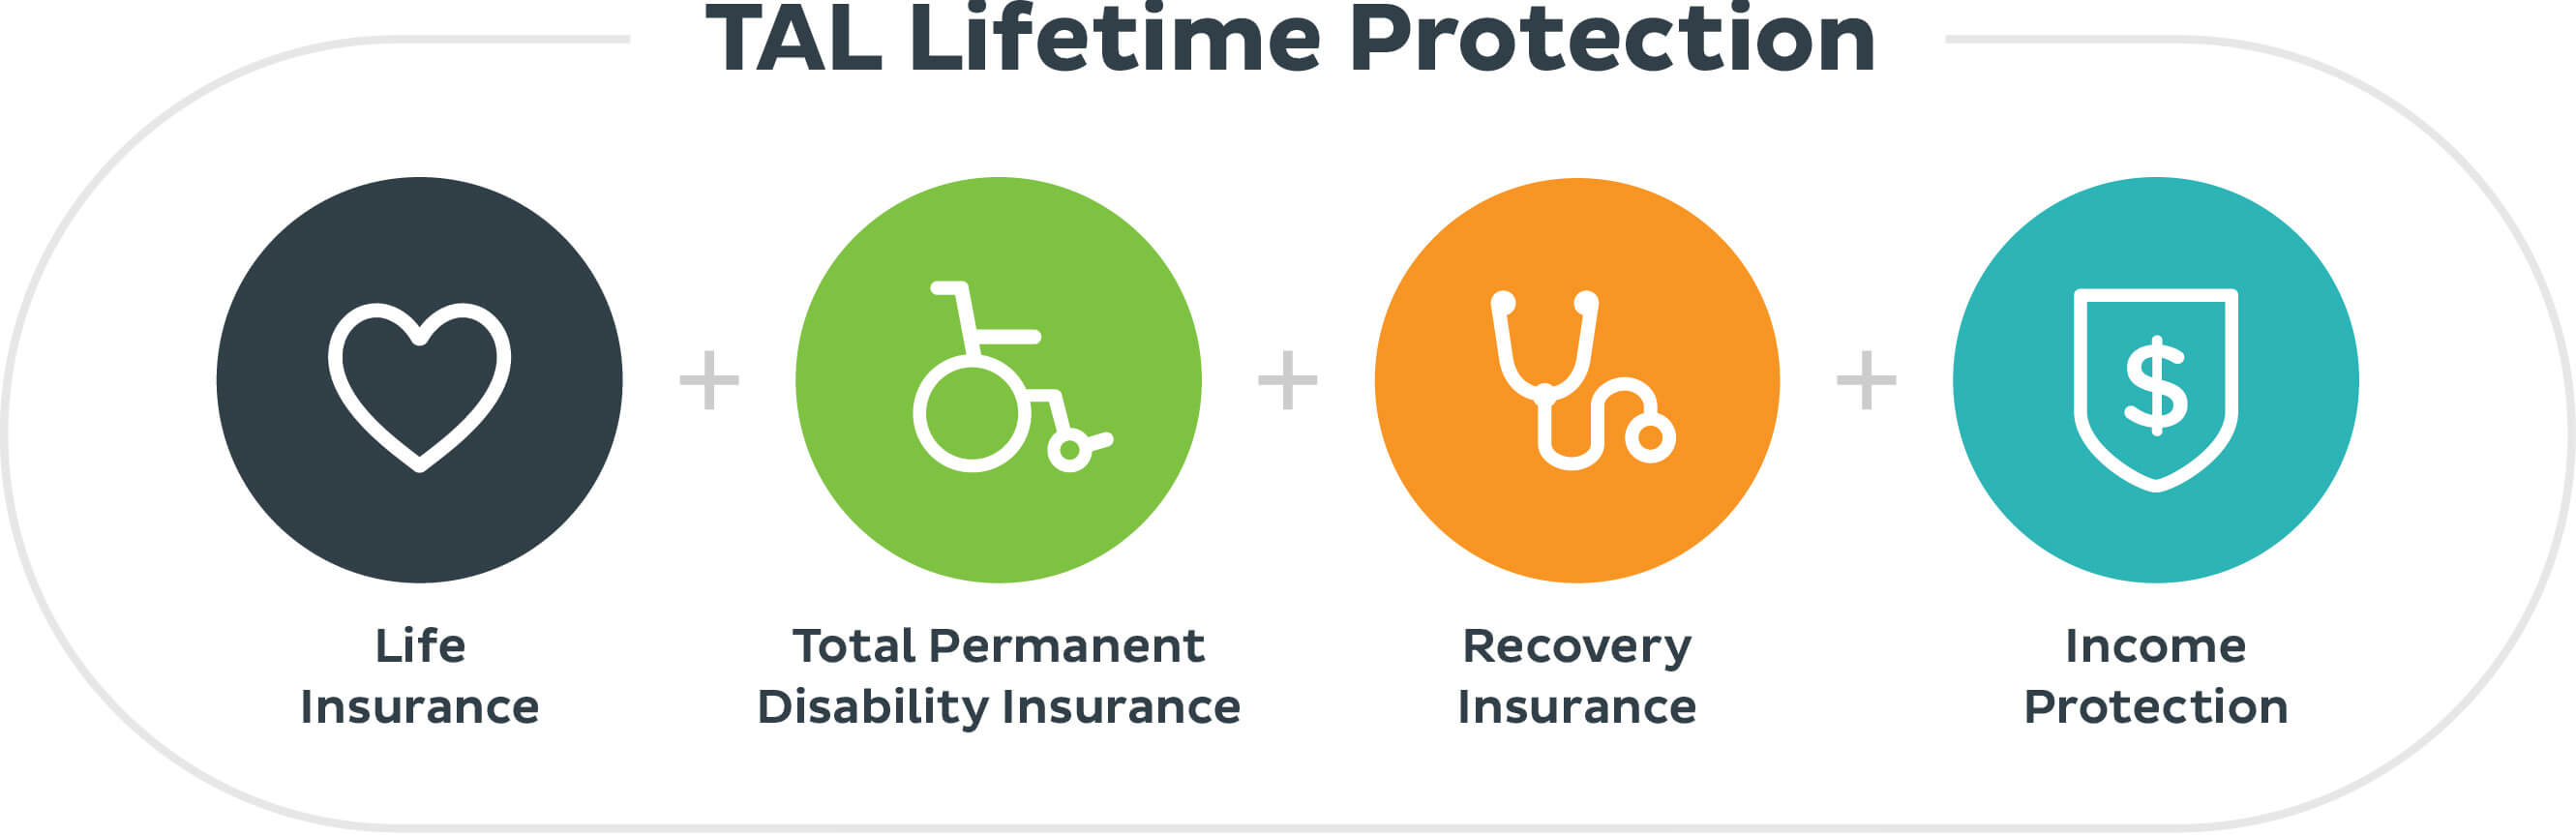 TAL Lifetime Protection
Life
Insurance
Total Permanent
Disability Insurance
Recovery
Insurance
$
Income
Protection